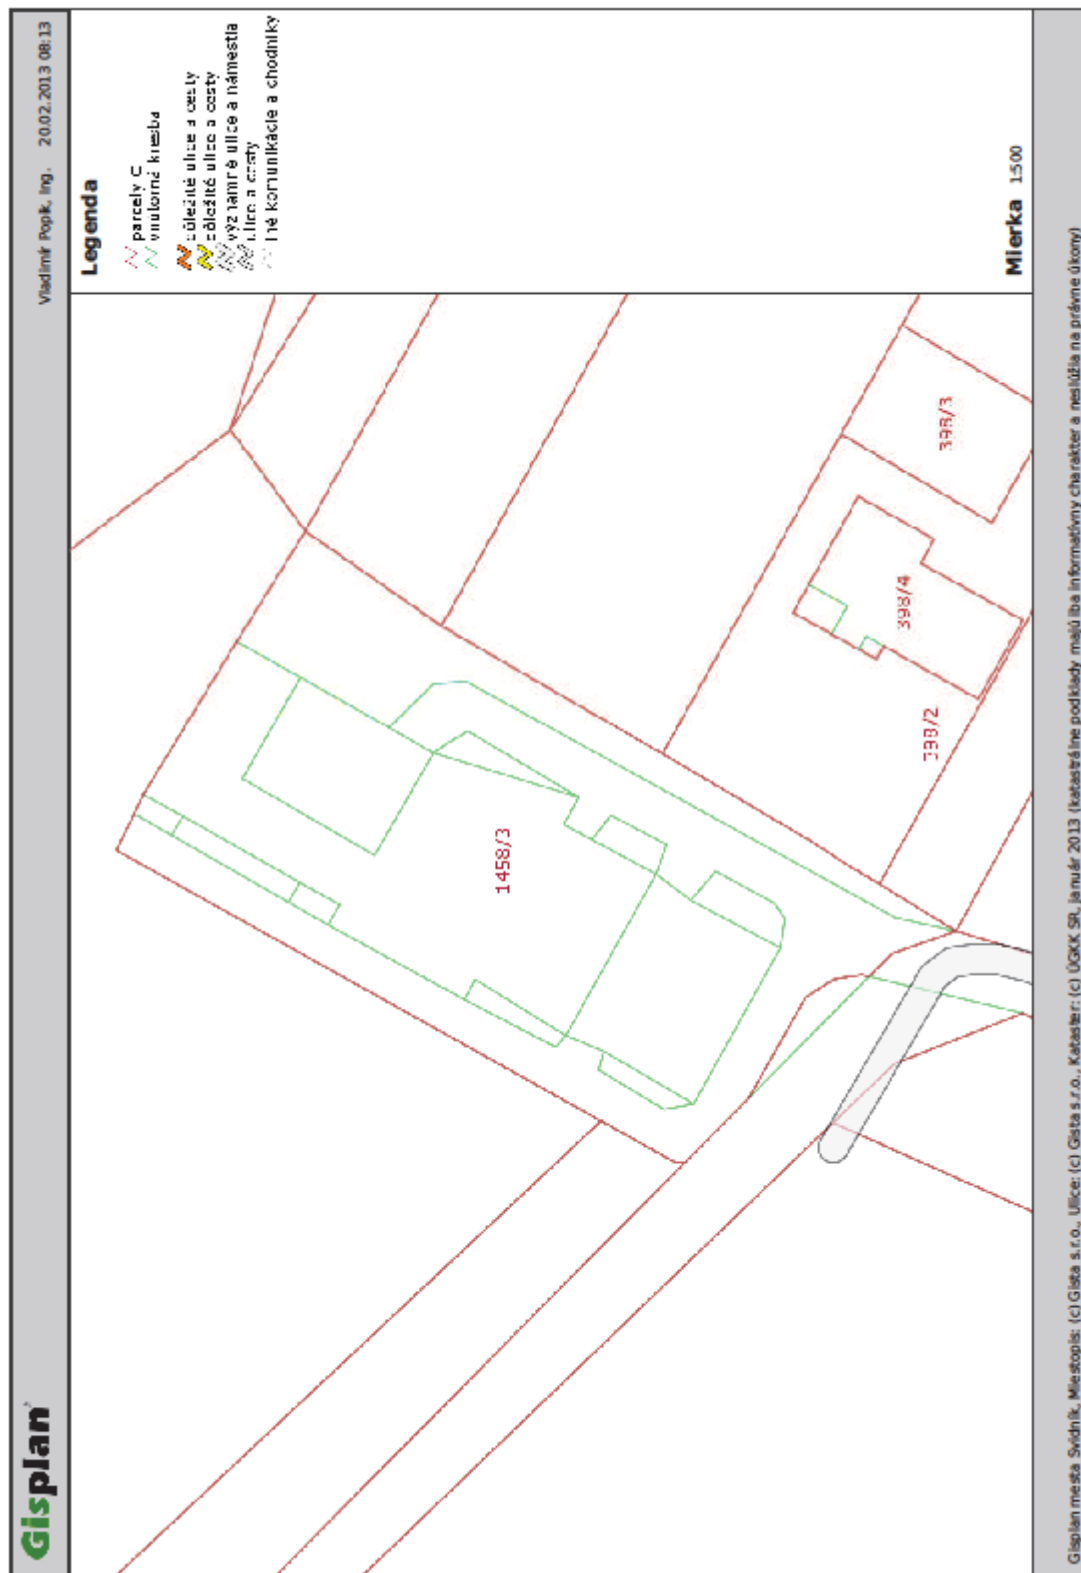 Gisplan
Vladimír Popik, Ing. 20.02.2013 08:13
Legenda
parcely C
vnútorná kresba
dôležité ulice a cesty
dôležité ulice a cesty
významné ulice a námestia
ulice a cesty
iné komunikácie a chodníky
Mierka 1:500
1458/3
398/2
398/4
398/3
Gisplan mesta Svidník, Miestopis: (c) Gista s.r.o., Ulice: (c) Gista s.r.o., Kataster: (c) ÚGKK SR, január 2013 (katastrálne podklady majú iba informatívny charakter a neslúžia na právne úkony)